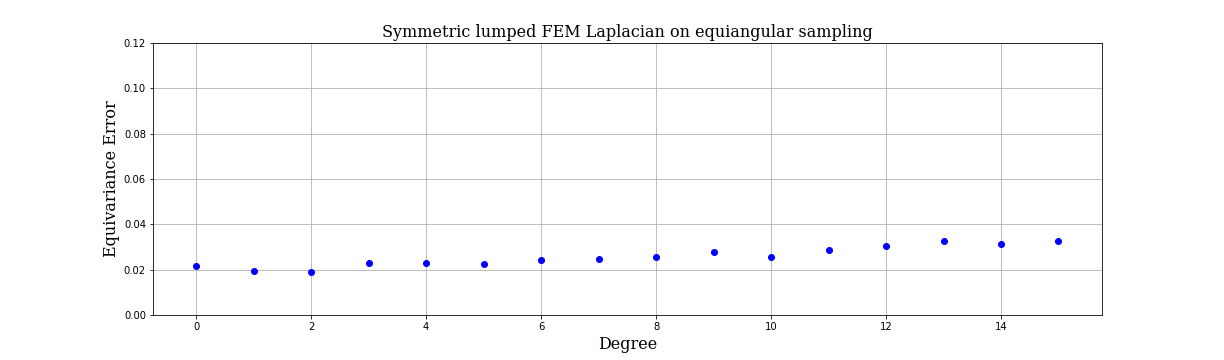 Symmetric lumped FEM Laplacian on equiangular sampling
0.12
0.10
0.08
0.06
0.04
0.02
0.00
Equivariance Error
0 2 4 6 8 10 12 14
Degree